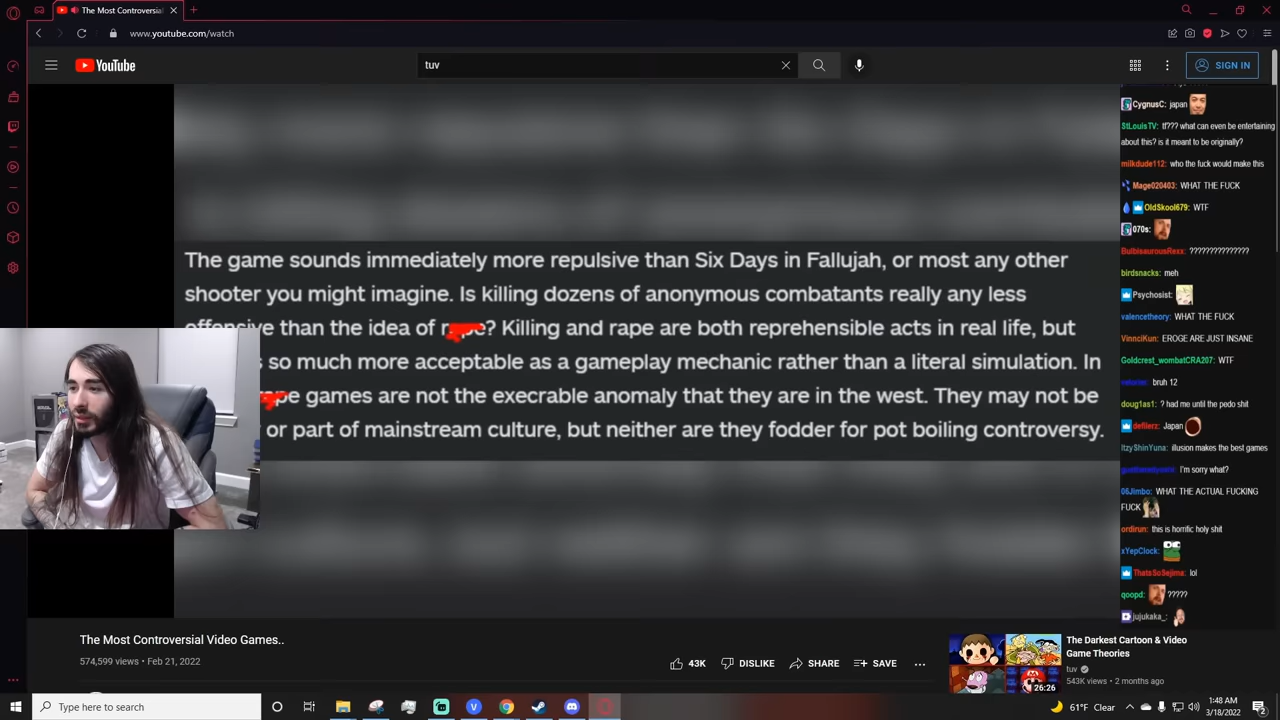 The Most Controversial
www.youtube.com/watch
YouTube
tuv
SIGN IN
The game sounds immediately more repulsive than Six Days in Fallujah, or most any other
shooter you might imagine. Is killing dozens of anonymous combatants really any less
offensive than the idea of rape? Killing and rape are both reprehensible acts in real life, but
so much more acceptable as a gameplay mechanic rather than a literal simulation. In
games are not the execrable anomaly that they are in the west. They may not be
or part of mainstream culture, but neither are they fodder for pot boiling controversy.
CygnusC: japan
StLouisTV: tf??? what can even be entertaining
about this? is it meant to be originally?
milkdude112: who the fuck would make this
Mage020403: WHAT THE FUCK
OldSkool679: WTF
070s:
BulbisaurousRexx: ???????????????
birdsnacks: meh
Psychosist:
valencetheory: WHAT THE FUCK
VinnciKun: EROGE ARE JUST INSANE
Goldcrest_wombatCRA207: WTF
bruh 12
doug1as1: ? had me until the pedo shit
defilerz: Japan
ItzyShinYuna: illusion makes the best games
I'm sorry what?
06Jimbo: WHAT THE ACTUAL FUCKING
FUCK
ordirun: this is horrific holy shit
xYepClock:
ThatsSoSejima: lol
qoopd: ?????
jujukaka_:
The Most Controversial Video Games..
574,599 views • Feb 21, 2022
43K
DISLIKE
SHARE
SAVE
The Darkest Cartoon & Video
Game Theories
tuv
543K views • 2 months ago
26:26
Type here to search
61°F Clear
1:48 AM
3/18/2022
2